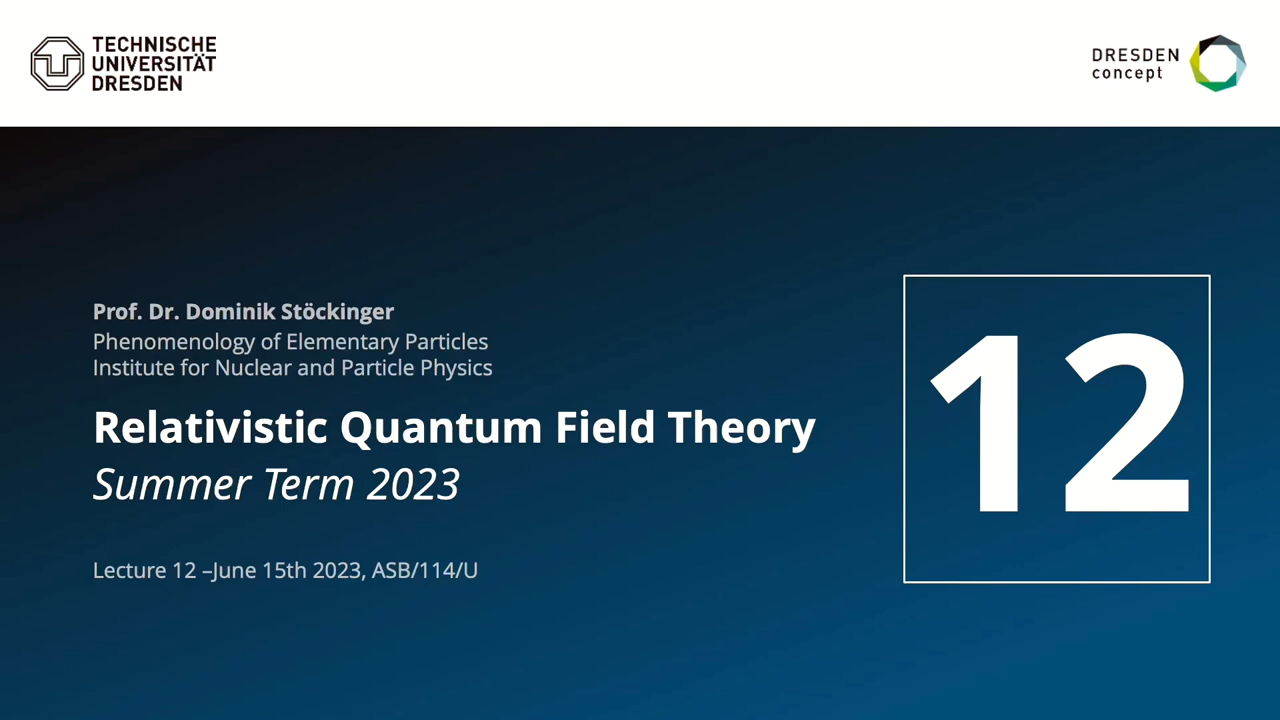 TECHNISCHE
UNIVERSITÄT
DRESDEN
DRESDEN
concept
Prof. Dr. Dominik Stöckinger
Phenomenology of Elementary Particles
Institute for Nuclear and Particle Physics
Relativistic Quantum Field Theory
Summer Term 2023
Lecture 12 –June 15th 2023, ASB/114/U
12